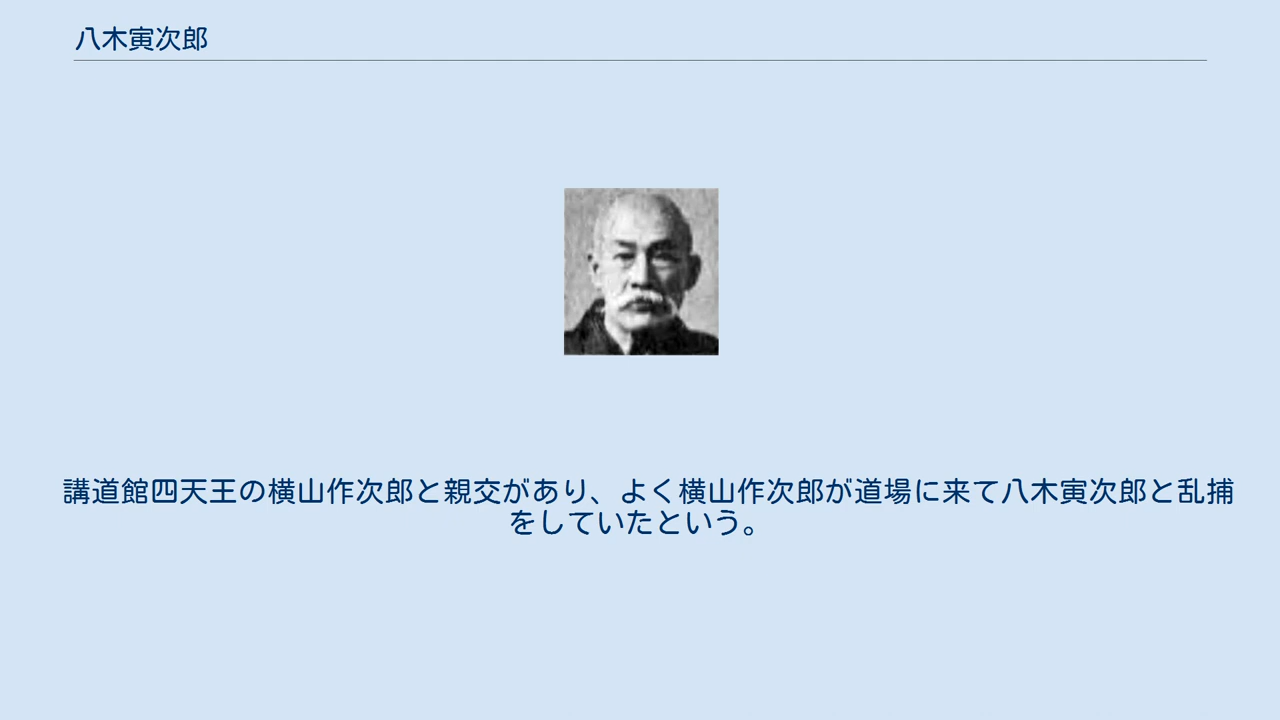 八木寅次郎
講道館四天王の横山作次郎と親交があり、よく横山作次郎が道場に来て八木寅次郎と乱捕
をしていたという。